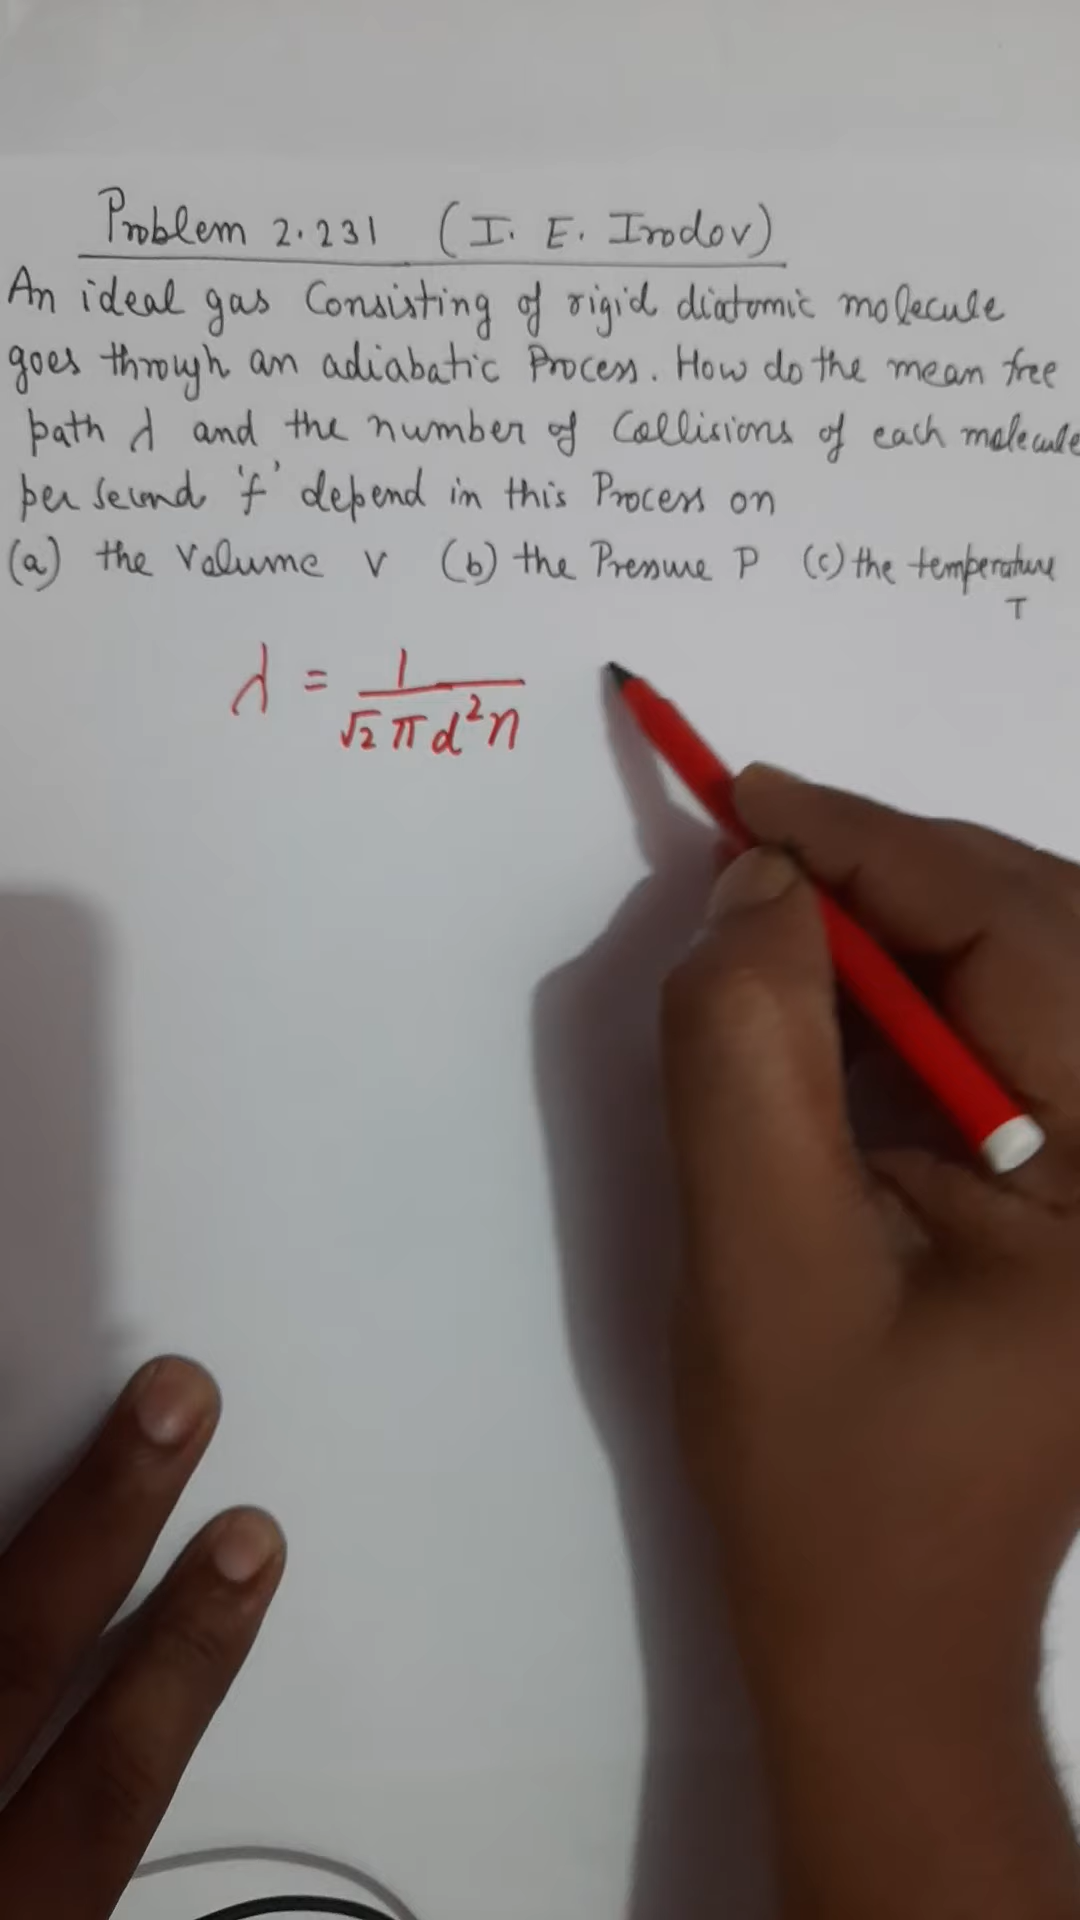 Problem 2.231 (I. E. Irodov)
An ideal gas Consisting of rigid diatomic molecule
goes through an adiabatic Process. How do the mean free
path λ and the number of Collisions of each molecule
per second 'f' depend in this Process on
(a) the Volume V (b) the Pressure P (c) the temperature
T
λ = 1/(√2 π d²n)